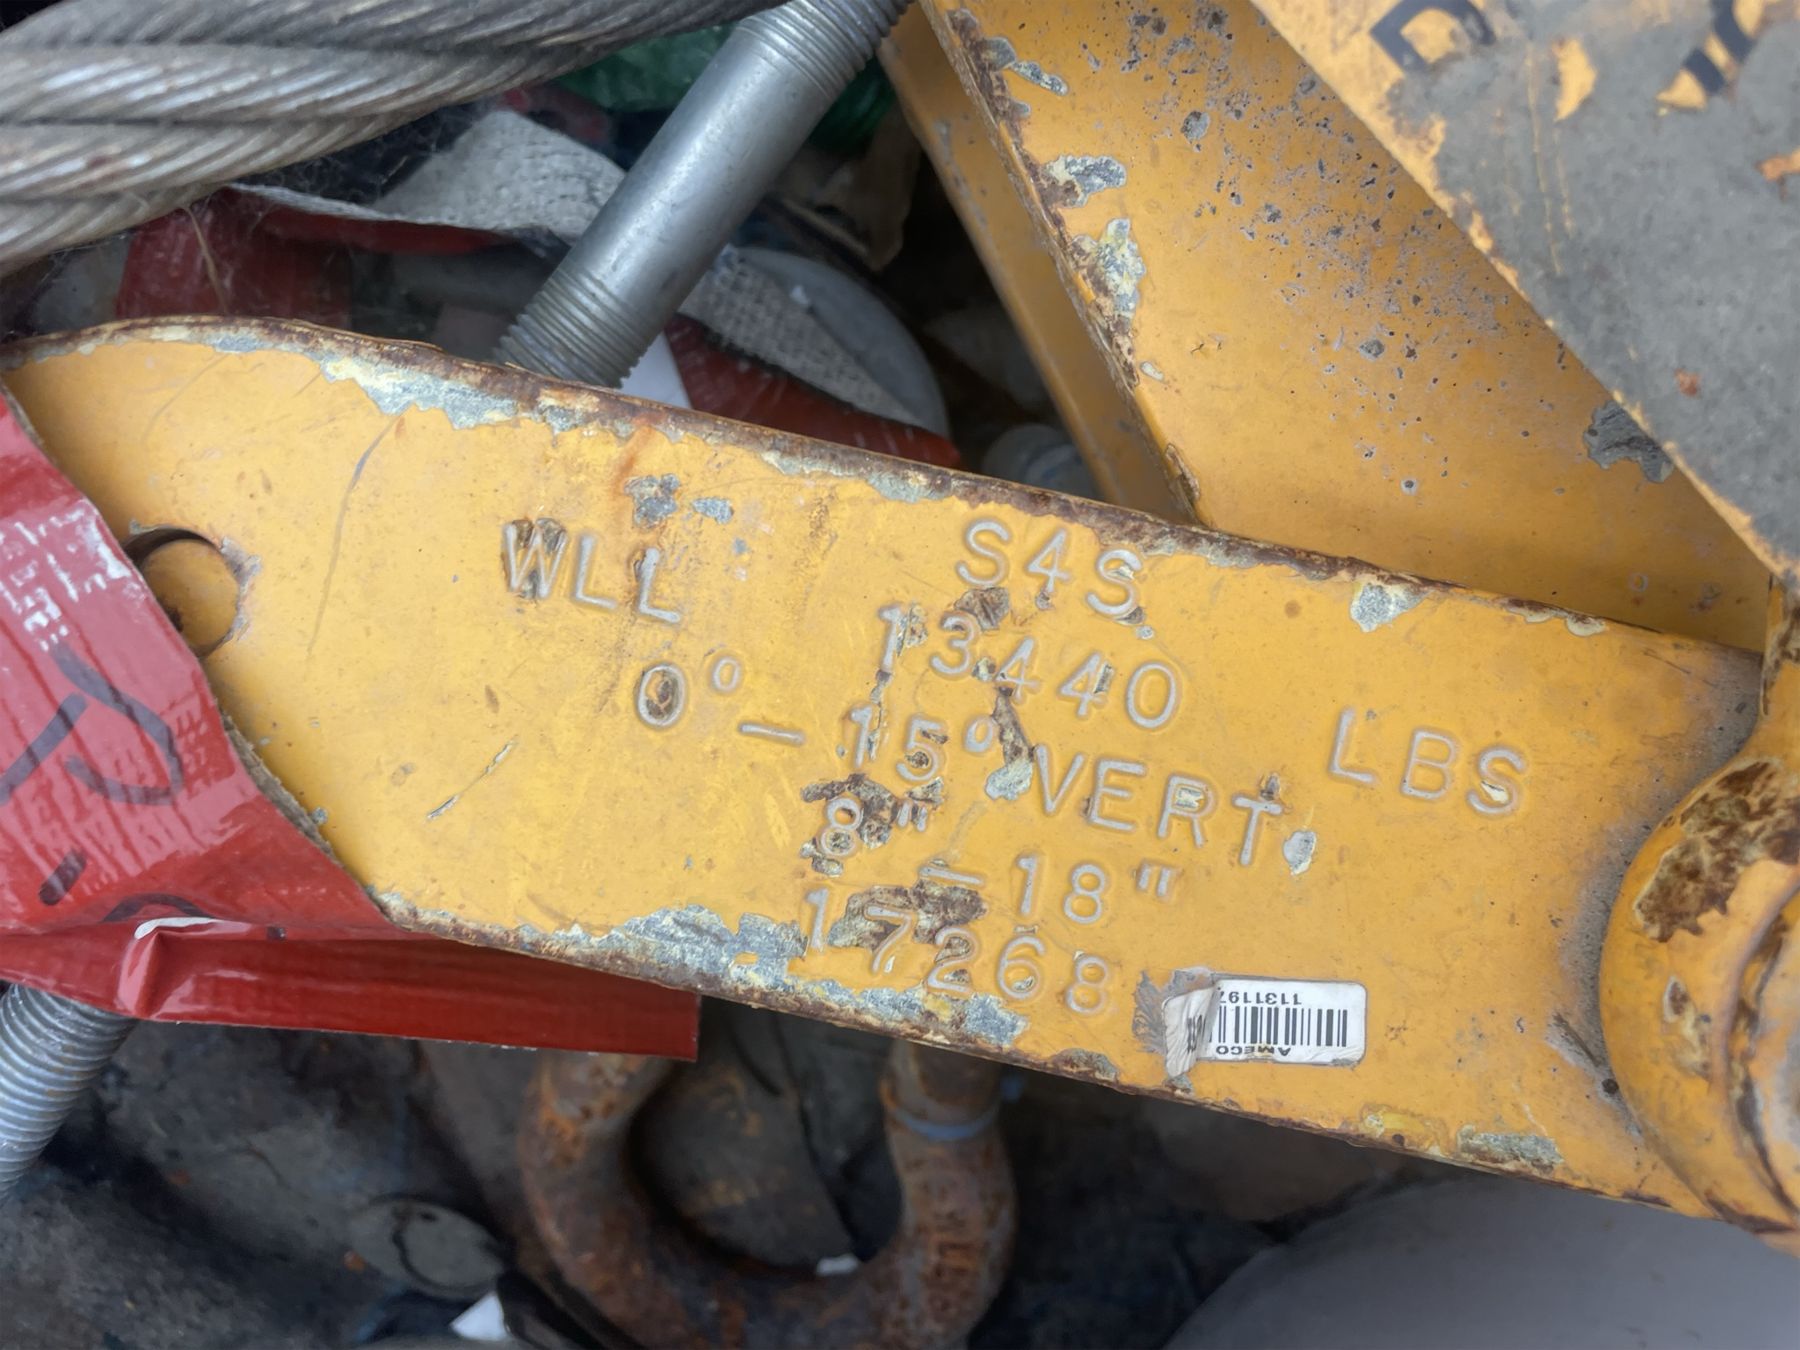 S4S
WLL 13440 LBS
0° – 15° VERT.
8" – 18"
17268
AMECO
113119